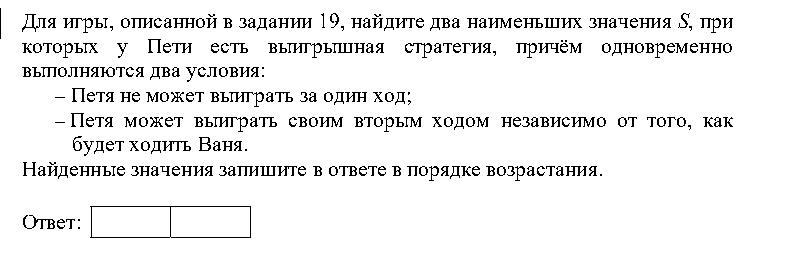 Для игры, описанной в задании 19, найдите два наименьших значения S, при
которых у Пети есть выигрышная стратегия, причём одновременно
выполняются два условия:
– Петя не может выиграть за один ход;
– Петя может выиграть своим вторым ходом независимо от того, как
будет ходить Ваня.
Найденные значения запишите в ответе в порядке возрастания.
Ответ: